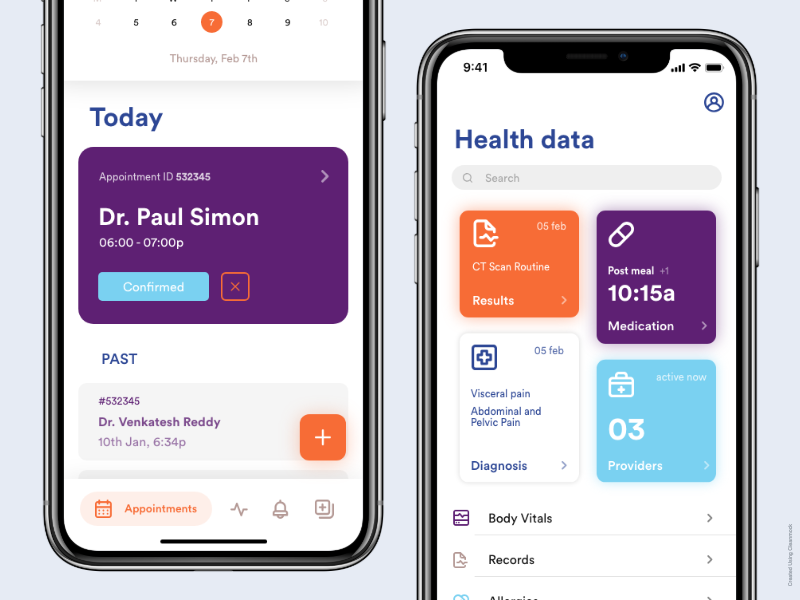 4 5 6 7 8 9 10
Thursday, Feb 7th
Today
Appointment ID 532345
Dr. Paul Simon
06:00 - 07:00p
Confirmed
PAST
#532345
Dr. Venkatesh Reddy
10th Jan, 6:34p
+
Appointments
9:41
Health data
Search
05 feb
CT Scan Routine
Results
Post meal +1
10:15a
Medication
05 feb
Visceral pain
Abdominal and
Pelvic Pain
Diagnosis
active now
03
Providers
Body Vitals
Records
Allergies
Created Using Cleanmock